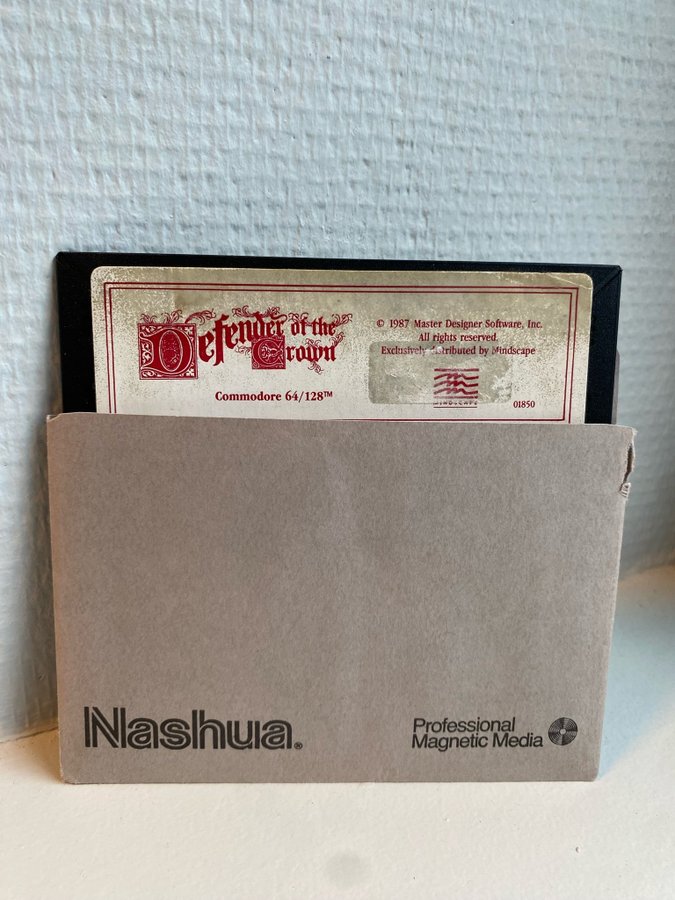 Defender of the
Crown
Commodore 64/128™
© 1987 Master Designer Software, Inc.
All rights reserved.
Exclusively distributed by Mindscape
MINDSCAPE
01850
Nashua®
Professional
Magnetic Media